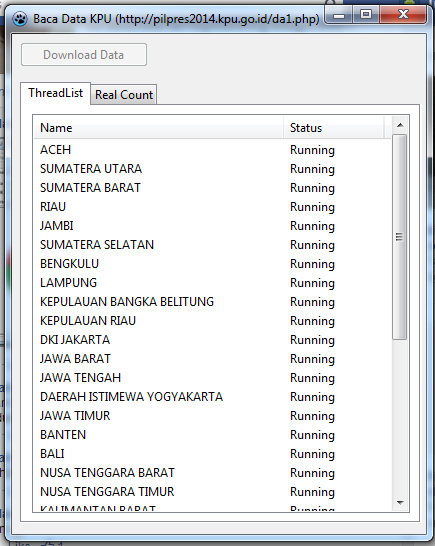 Baca Data KPU (http://pilpres2014.kpu.go.id/da1.php)
Download Data
ThreadList Real Count
Name Status
ACEH Running
SUMATERA UTARA Running
SUMATERA BARAT Running
RIAU Running
JAMBI Running
SUMATERA SELATAN Running
BENGKULU Running
LAMPUNG Running
KEPULAUAN BANGKA BELITUNG Running
KEPULAUAN RIAU Running
DKI JAKARTA Running
JAWA BARAT Running
JAWA TENGAH Running
DAERAH ISTIMEWA YOGYAKARTA Running
JAWA TIMUR Running
BANTEN Running
BALI Running
NUSA TENGGARA BARAT Running
NUSA TENGGARA TIMUR Running
KALIMANTAN BARAT Running